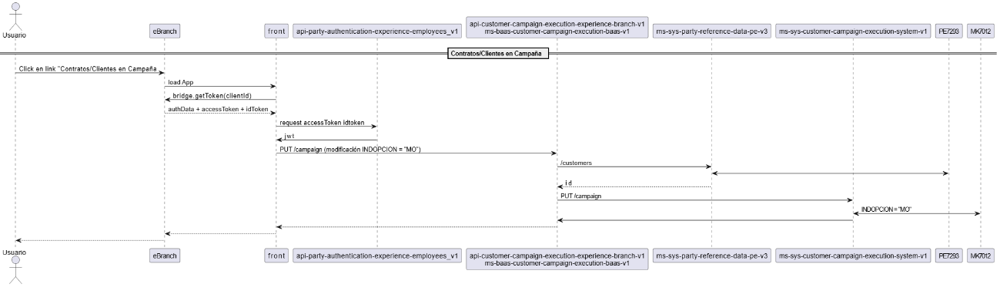 Usuario
eBranch
front
api-party-authentication-experience-employees_v1
api-customer-campaign-execution-experience-branch-v1
ms-baas-customer-campaign-execution-baas-v1
ms-sys-party-reference-data-pe-v3
ms-sys-customer-campaign-execution-system-v1
PE7293
MK7012
Contratos/Clientes en Campaña
Click en link "Contratos/Clientes en Campaña
load App
bridge.getToken(clientId)
authData + accessToken + idToken
request accessToken idtoken
jwt
PUT /campaign (modificación INDOPCION = "MO")
/customers
id
PUT /campaign
INDOPCION = "MO"
Usuario
eBranch
front
api-party-authentication-experience-employees_v1
api-customer-campaign-execution-experience-branch-v1
ms-baas-customer-campaign-execution-baas-v1
ms-sys-party-reference-data-pe-v3
ms-sys-customer-campaign-execution-system-v1
PE7293
MK7012